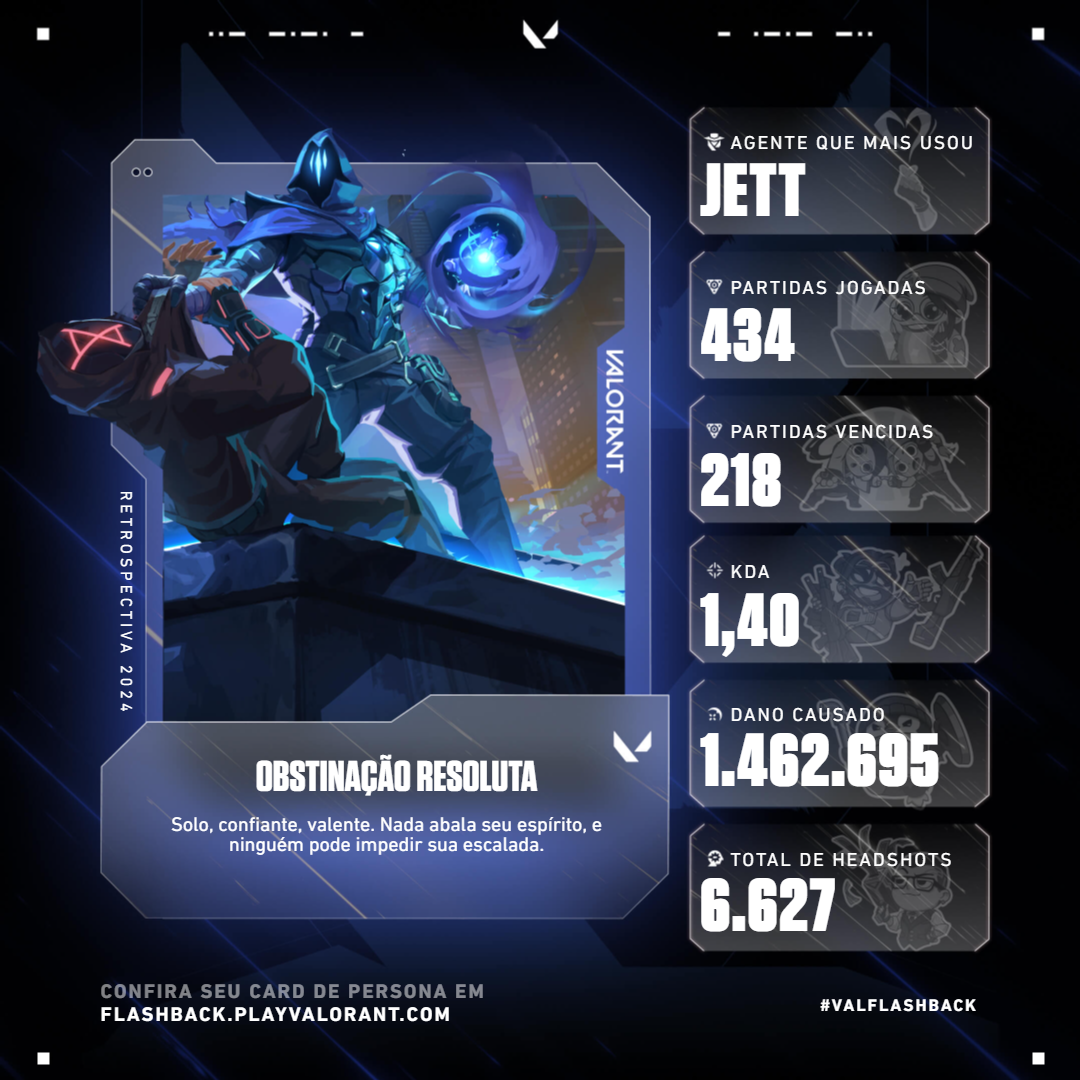 AGENTE QUE MAIS USOU
JETT
PARTIDAS JOGADAS
434
PARTIDAS VENCIDAS
218
KDA
1,40
DANO CAUSADO
1.462.695
TOTAL DE HEADSHOTS
6.627
VALORANT
RETROSPECTIVA 2024
OBSTINAÇÃO RESOLUTA
Solo, confiante, valente. Nada abala seu espírito, e
ninguém pode impedir sua escalada.
CONFIRA SEU CARD DE PERSONA EM
FLASHBACK.PLAYVALORANT.COM
#VALFLASHBACK